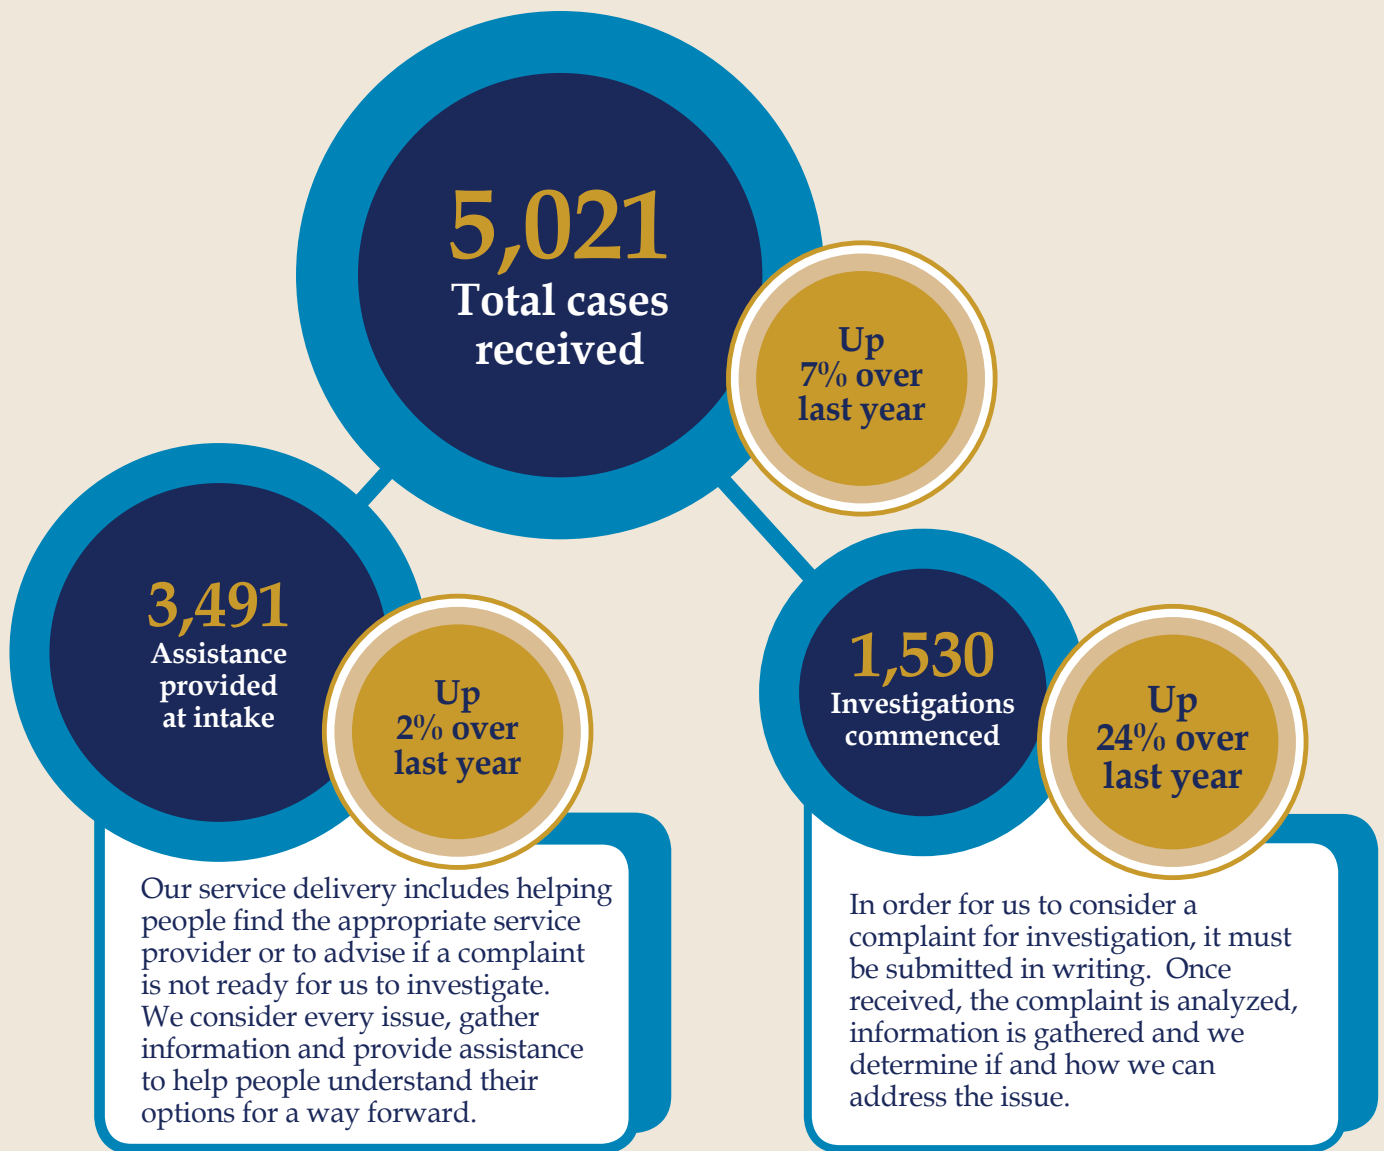 5,021
Total cases
received
Up
7% over
last year
3,491
Assistance
provided
at intake
Up
2% over
last year
1,530
Investigations
commenced
Up
24% over
last year
Our service delivery includes helping
people find the appropriate service
provider or to advise if a complaint
is not ready for us to investigate.
We consider every issue, gather
information and provide assistance
to help people understand their
options for a way forward.
In order for us to consider a
complaint for investigation, it must
be submitted in writing.  Once
received, the complaint is analyzed,
information is gathered and we
determine if and how we can
address the issue.